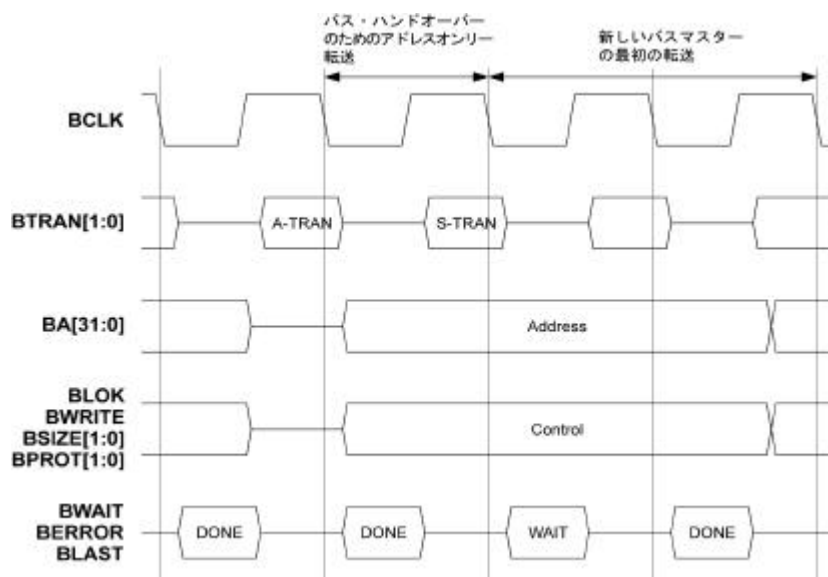 バス・ハンドオーバー
のためのアドレスオンリー
転送
新しいバスマスター
の最初の転送
BCLK
BTRAN[1:0]
A-TRAN
S-TRAN
BA[31:0]
Address
BLOK
BWRITE
BSIZE[1:0]
BPROT[1:0]
Control
BWAIT
BERROR
BLAST
DONE
DONE
WAIT
DONE